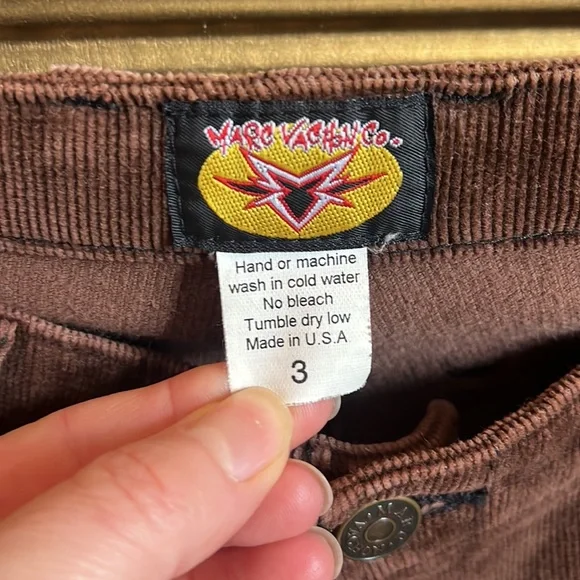 MARC VACHON CO.
Hand or machine
wash in cold water
No bleach
Tumble dry low
Made in U.S.A
3